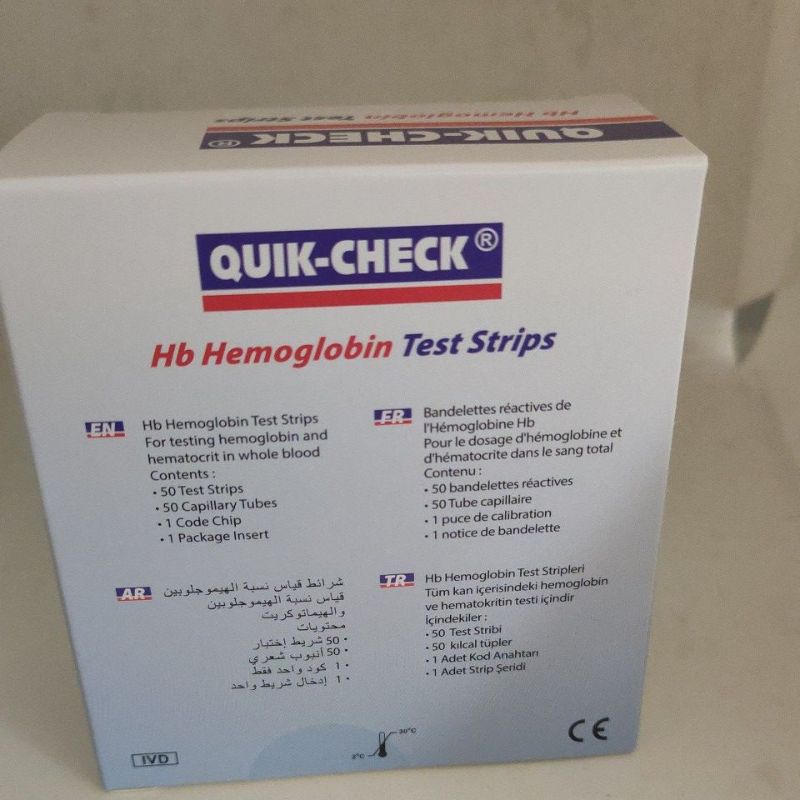 Hb Hemoglobin Test Strips
QUIK-CHECK®
QUIK-CHECK®
Hb Hemoglobin Test Strips
EN
Hb Hemoglobin Test Strips
For testing hemoglobin and
hematocrit in whole blood
Contents :
• 50 Test Strips
• 50 Capillary Tubes
• 1 Code Chip
• 1 Package Insert
FR
Bandelettes réactives de
l'Hémoglobine Hb
Pour le dosage d'hémoglobine et
d'hématocrite dans le sang total
Contenu :
• 50 bandelettes réactives
• 50 Tube capillaire
• 1 puce de calibration
• 1 notice de bandelette
AR
شرائط قياس نسبة الهيموجلوبين
قياس نسبة الهيموجلوبين
والهيماتوكريت
محتويات
• 50 شريط إختبار
• 50 أنبوب شعري
• 1 كود واحد فقط
• 1 إدخال شريط واحد
TR
Hb Hemoglobin Test Stripleri
Tüm kan içerisindeki hemoglobin
ve hematokritin testi içindir
İçindekiler :
• 50 Test Stribi
• 50 kılcal tüpler
• 1 Adet Kod Anahtarı
• 1 Adet Strip Şeridi
IVD
2°C
30°C
CE